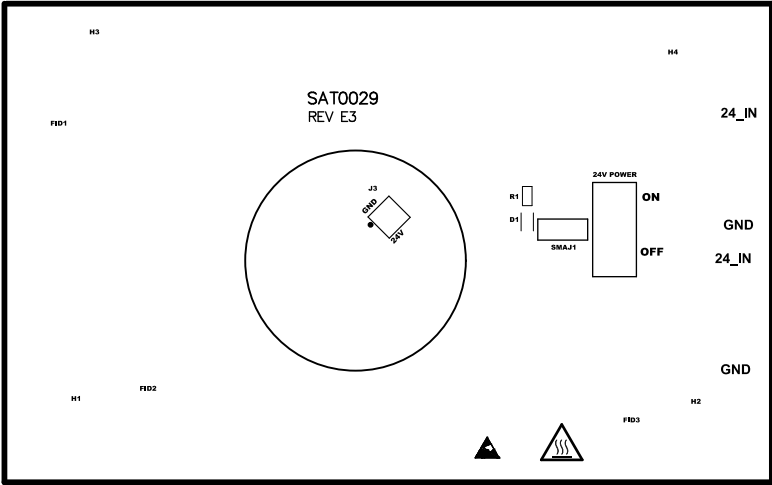 H3
H4
SAT0029
REV E3
24_IN
FID1
24V POWER
J3
GND
24V
R1
ON
D1
SMAJ1
GND
OFF
24_IN
GND
FID2
H1
H2
FID3